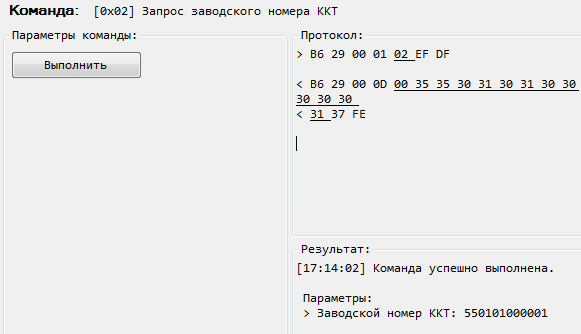 Команда: [0x02] Запрос заводского номера ККТ
Параметры команды:
Выполнить
Протокол:
> B6 29 00 01 02 EF DF
< B6 29 00 0D 00 35 35 30 31 30 31 30 30
30 30 30
< 31 37 FE
Результат:
[17:14:02] Команда успешно выполнена.
Параметры:
> Заводской номер ККТ: 550101000001